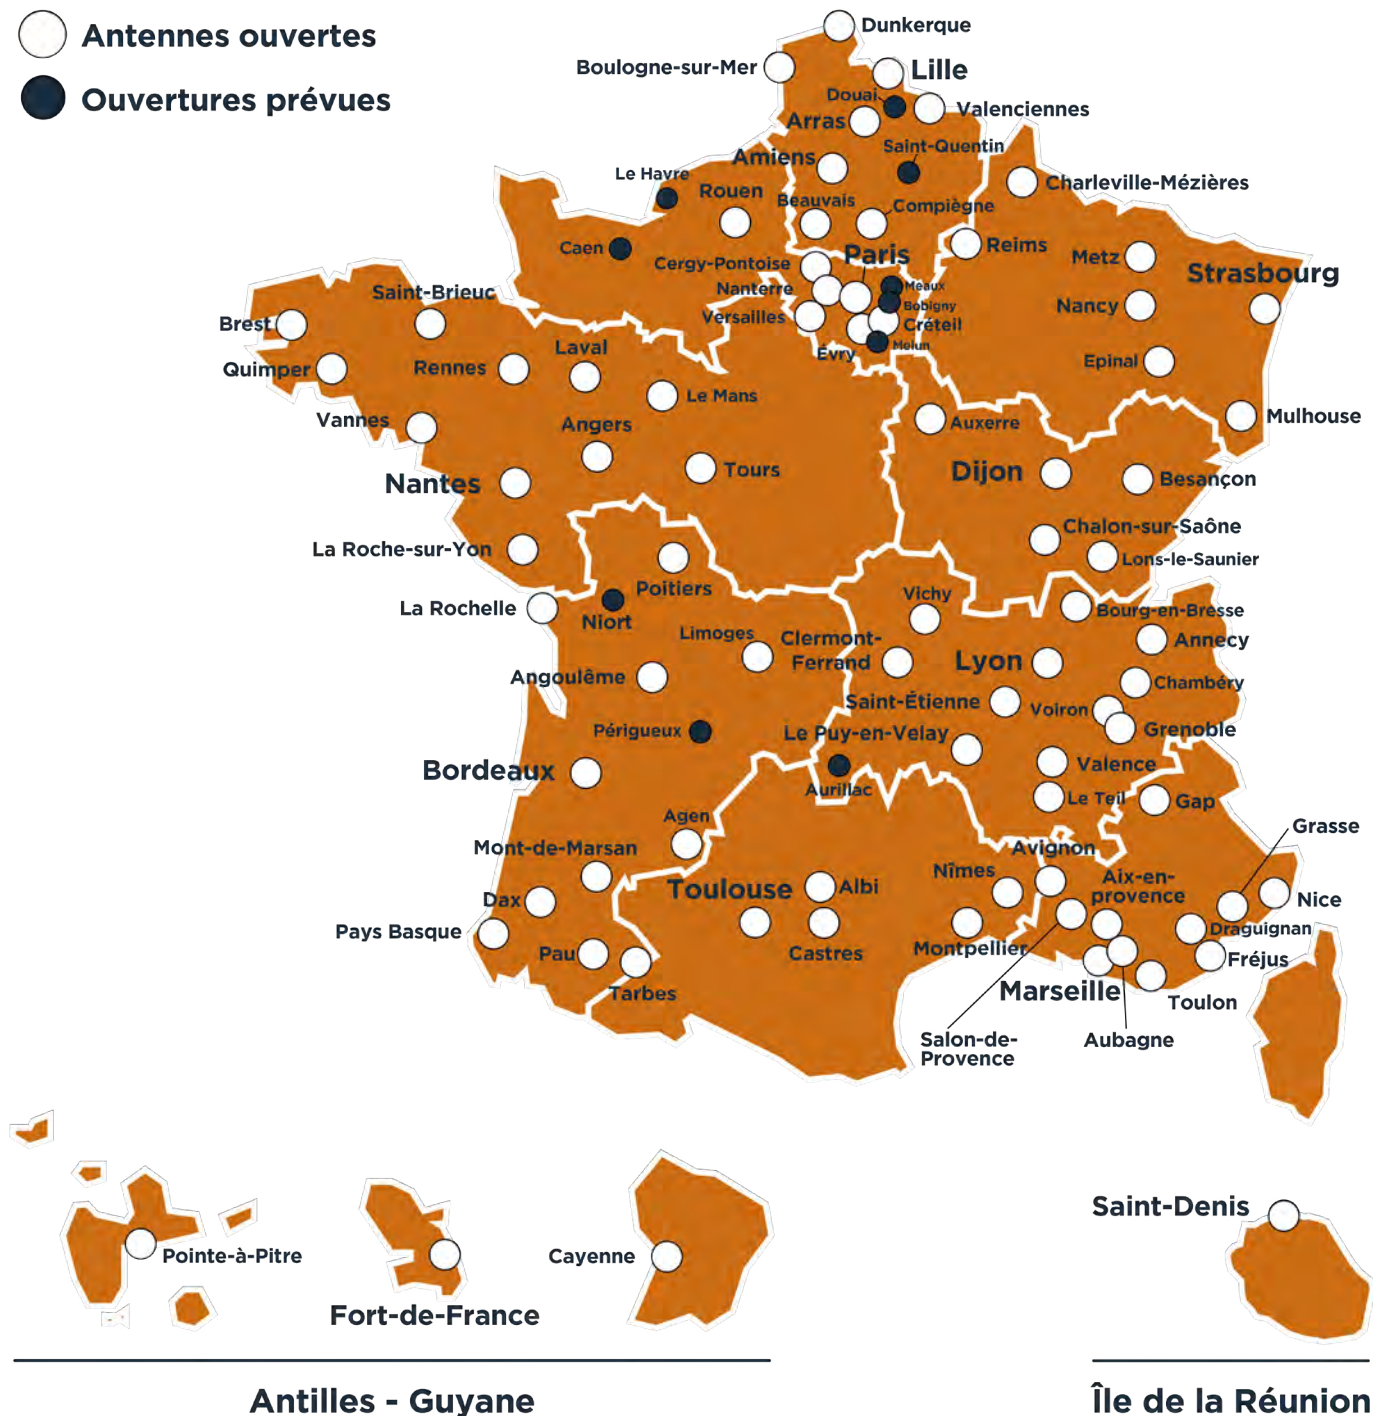 Antennes ouvertes
Ouvertures prévues
Dunkerque
Boulogne-sur-Mer
Lille
Douai
Valenciennes
Arras
Saint-Quentin
Amiens
Le Havre
Rouen
Charleville-Mézières
Beauvais
Compiègne
Caen
Paris
Reims
Metz
Cergy-Pontoise
Strasbourg
Nanterre
Meaux
Saint-Brieuc
Bobigny
Nancy
Versailles
Créteil
Brest
Melun
Évry
Laval
Epinal
Quimper
Rennes
Le Mans
Vannes
Angers
Auxerre
Mulhouse
Tours
Dijon
Nantes
Besançon
Chalon-sur-Saône
La Roche-sur-Yon
Lons-le-Saunier
Poitiers
Vichy
La Rochelle
Niort
Bourg-en-Bresse
Limoges
Clermont-
Ferrand
Annecy
Lyon
Angoulême
Chambéry
Saint-Étienne
Voiron
Périgueux
Le Puy-en-Velay
Grenoble
Bordeaux
Valence
Aurillac
Le Teil
Gap
Agen
Grasse
Mont-de-Marsan
Avignon
Nîmes
Aix-en-
provence
Toulouse
Albi
Dax
Nice
Pays Basque
Draguignan
Pau
Castres
Montpellier
Fréjus
Tarbes
Marseille
Toulon
Salon-de-
Provence
Aubagne
Saint-Denis
Pointe-à-Pitre
Cayenne
Fort-de-France
Antilles - Guyane
Île de la Réunion